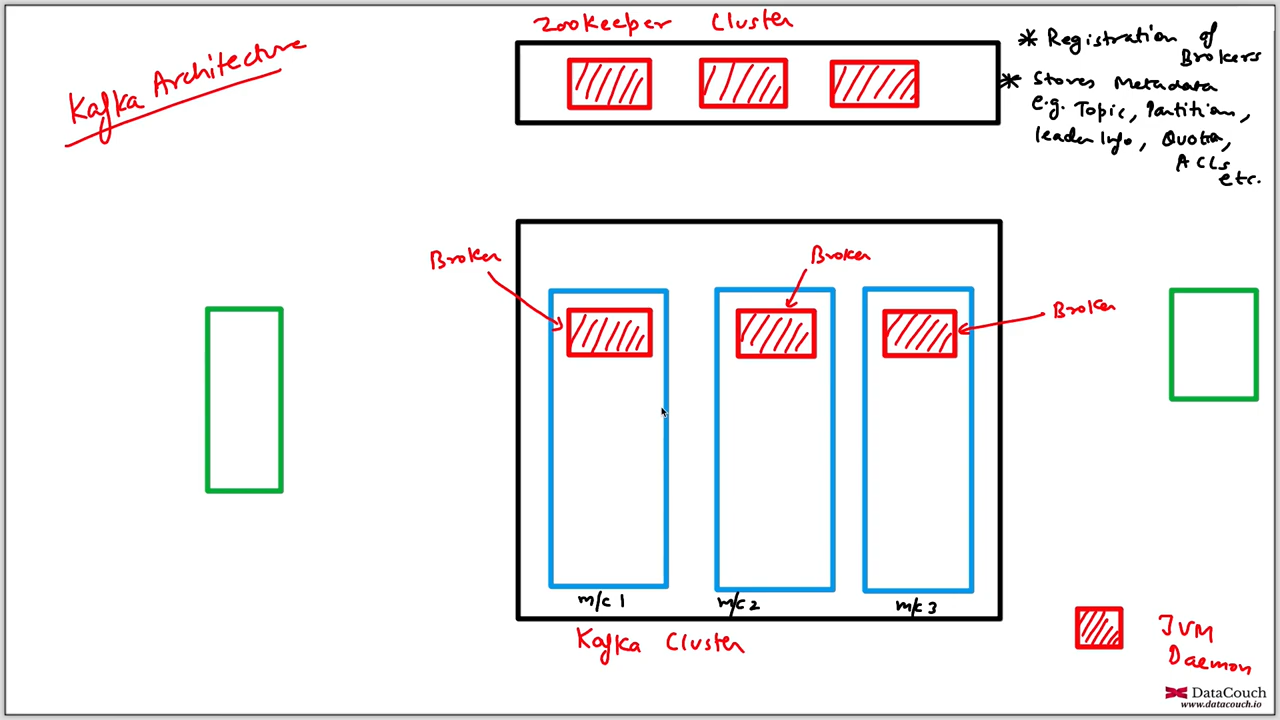 Zookeeper Cluster
Kafka Architecture
* Registration of
Brokers
* Stores Metadata
e.g. Topic, Partition,
leader Info, Quota,
ACLs
etc.
Broker
Broker
Broker
m/c 1
m/c 2
m/c 3
Kafka Cluster
JVM
Daemon
DataCouch
www.datacouch.io